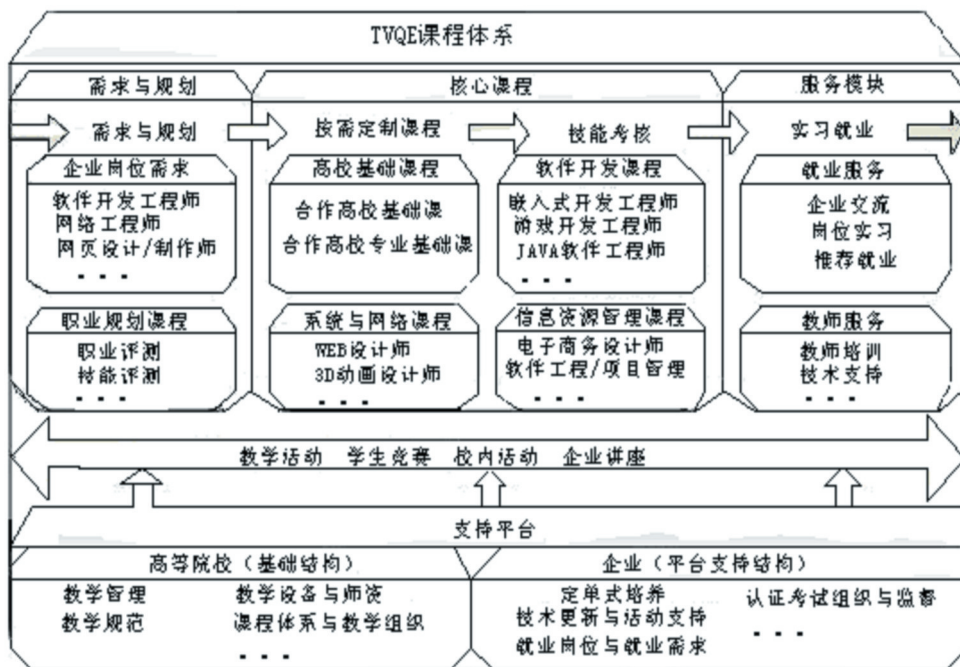 TVQE课程体系
需求与规划
核心课程
服务模块
需求与规划
按需定制课程
技能考核
实习就业
企业岗位需求
软件开发工程师
网络工程师
网页设计/制作师
...
高校基础课程
合作高校基础课
合作高校专业基础课
软件开发课程
嵌入式开发工程师
游戏开发工程师
JAVA软件工程师
...
就业服务
企业交流
岗位实习
推荐就业
职业规划课程
职业评测
技能评测
...
系统与网络课程
WEB设计师
3D动画设计师
...
信息资源管理课程
电子商务设计师
软件工程/项目管理
...
教师服务
教师培训
技术支持
...
教学活动 学生竞赛 校内活动 企业讲座
支持平台
高等院校（基础结构）
教学管理 教学设备与师资
教学规范 课程体系与教学组织
...
企业（平台支持结构）
定单式培养
技术更新与活动支持
就业岗位与就业需求
认证考试组织与监督
...